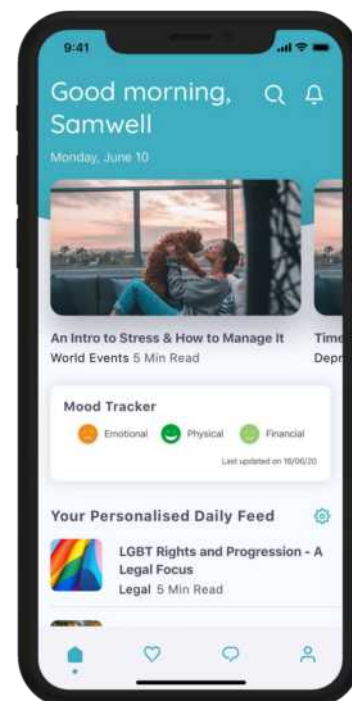 9:41
Good morning,
Samwell
Monday, June 10
An Intro to Stress & How to Manage It
World Events 5 Min Read
Time
Depr
Mood Tracker
Emotional Physical Financial
Last updated on 16/06/20
Your Personalised Daily Feed
LGBT Rights and Progression - A
Legal Focus
Legal 5 Min Read